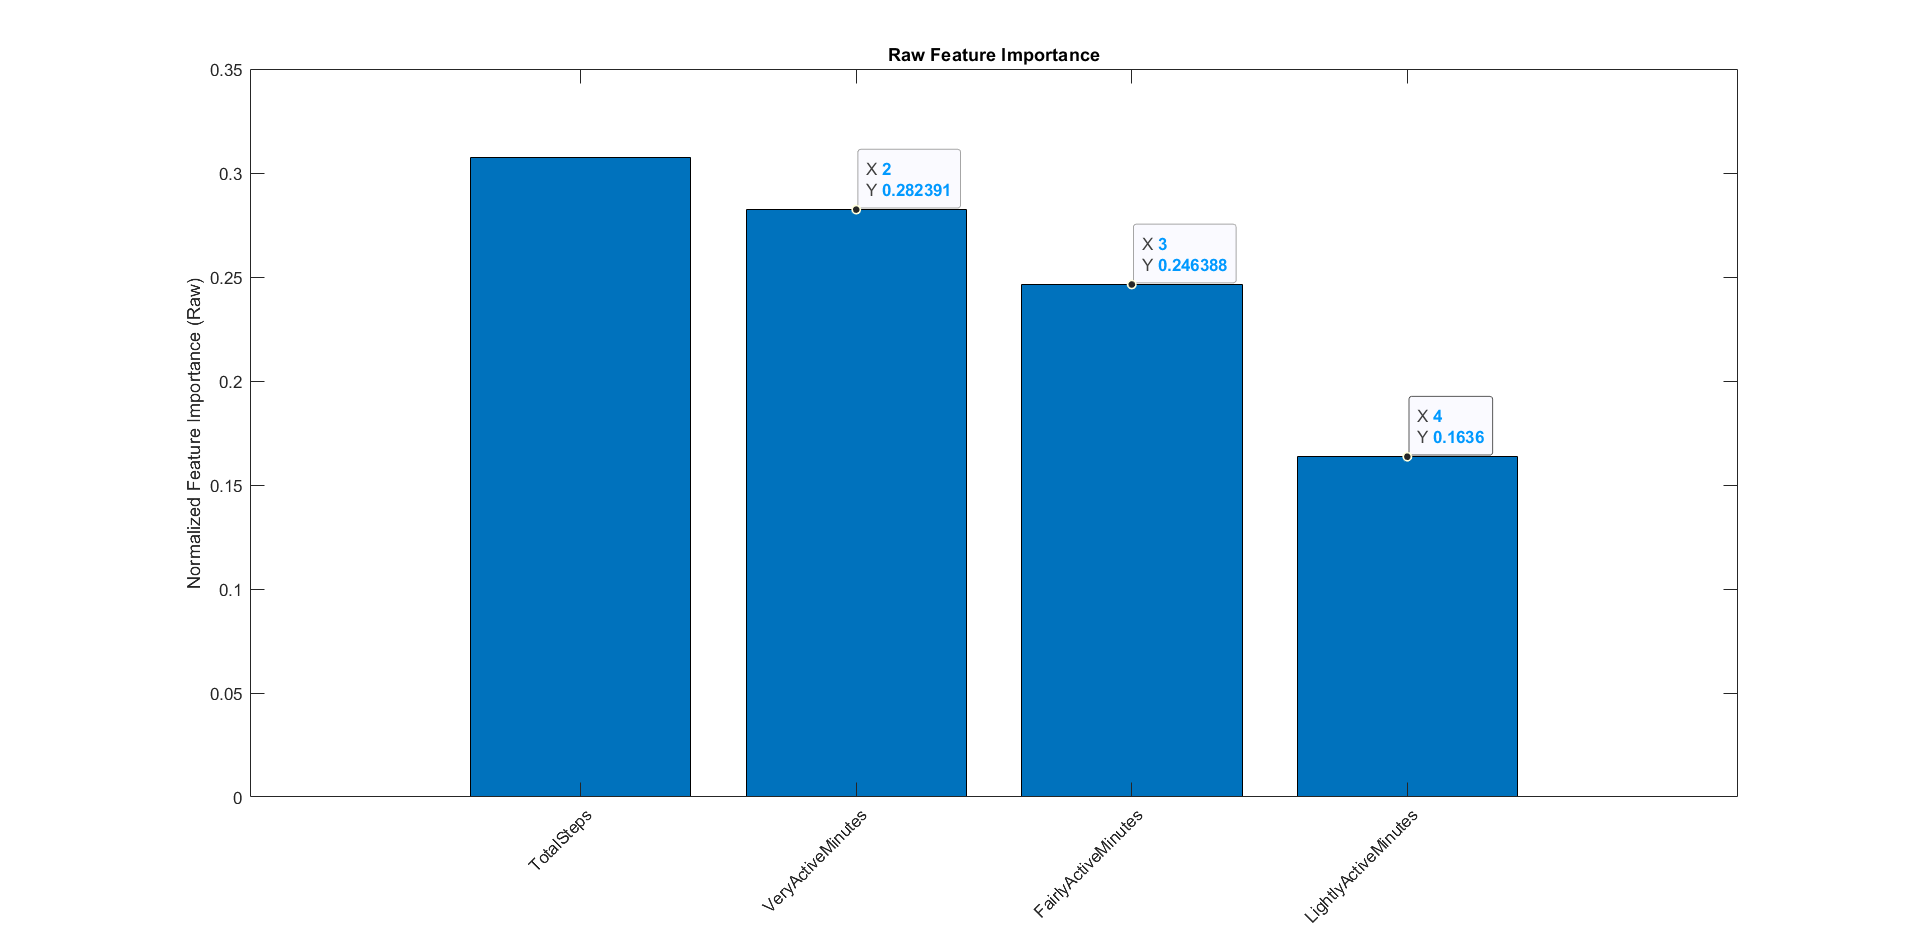 Raw Feature Importance
Normalized Feature Importance (Raw)
0.35
0.3
0.25
0.2
0.15
0.1
0.05
0
X 2
Y 0.282391
X 3
Y 0.246388
X 4
Y 0.1636
TotalSteps
VeryActiveMinutes
FairlyActiveMinutes
LightlyActiveMinutes